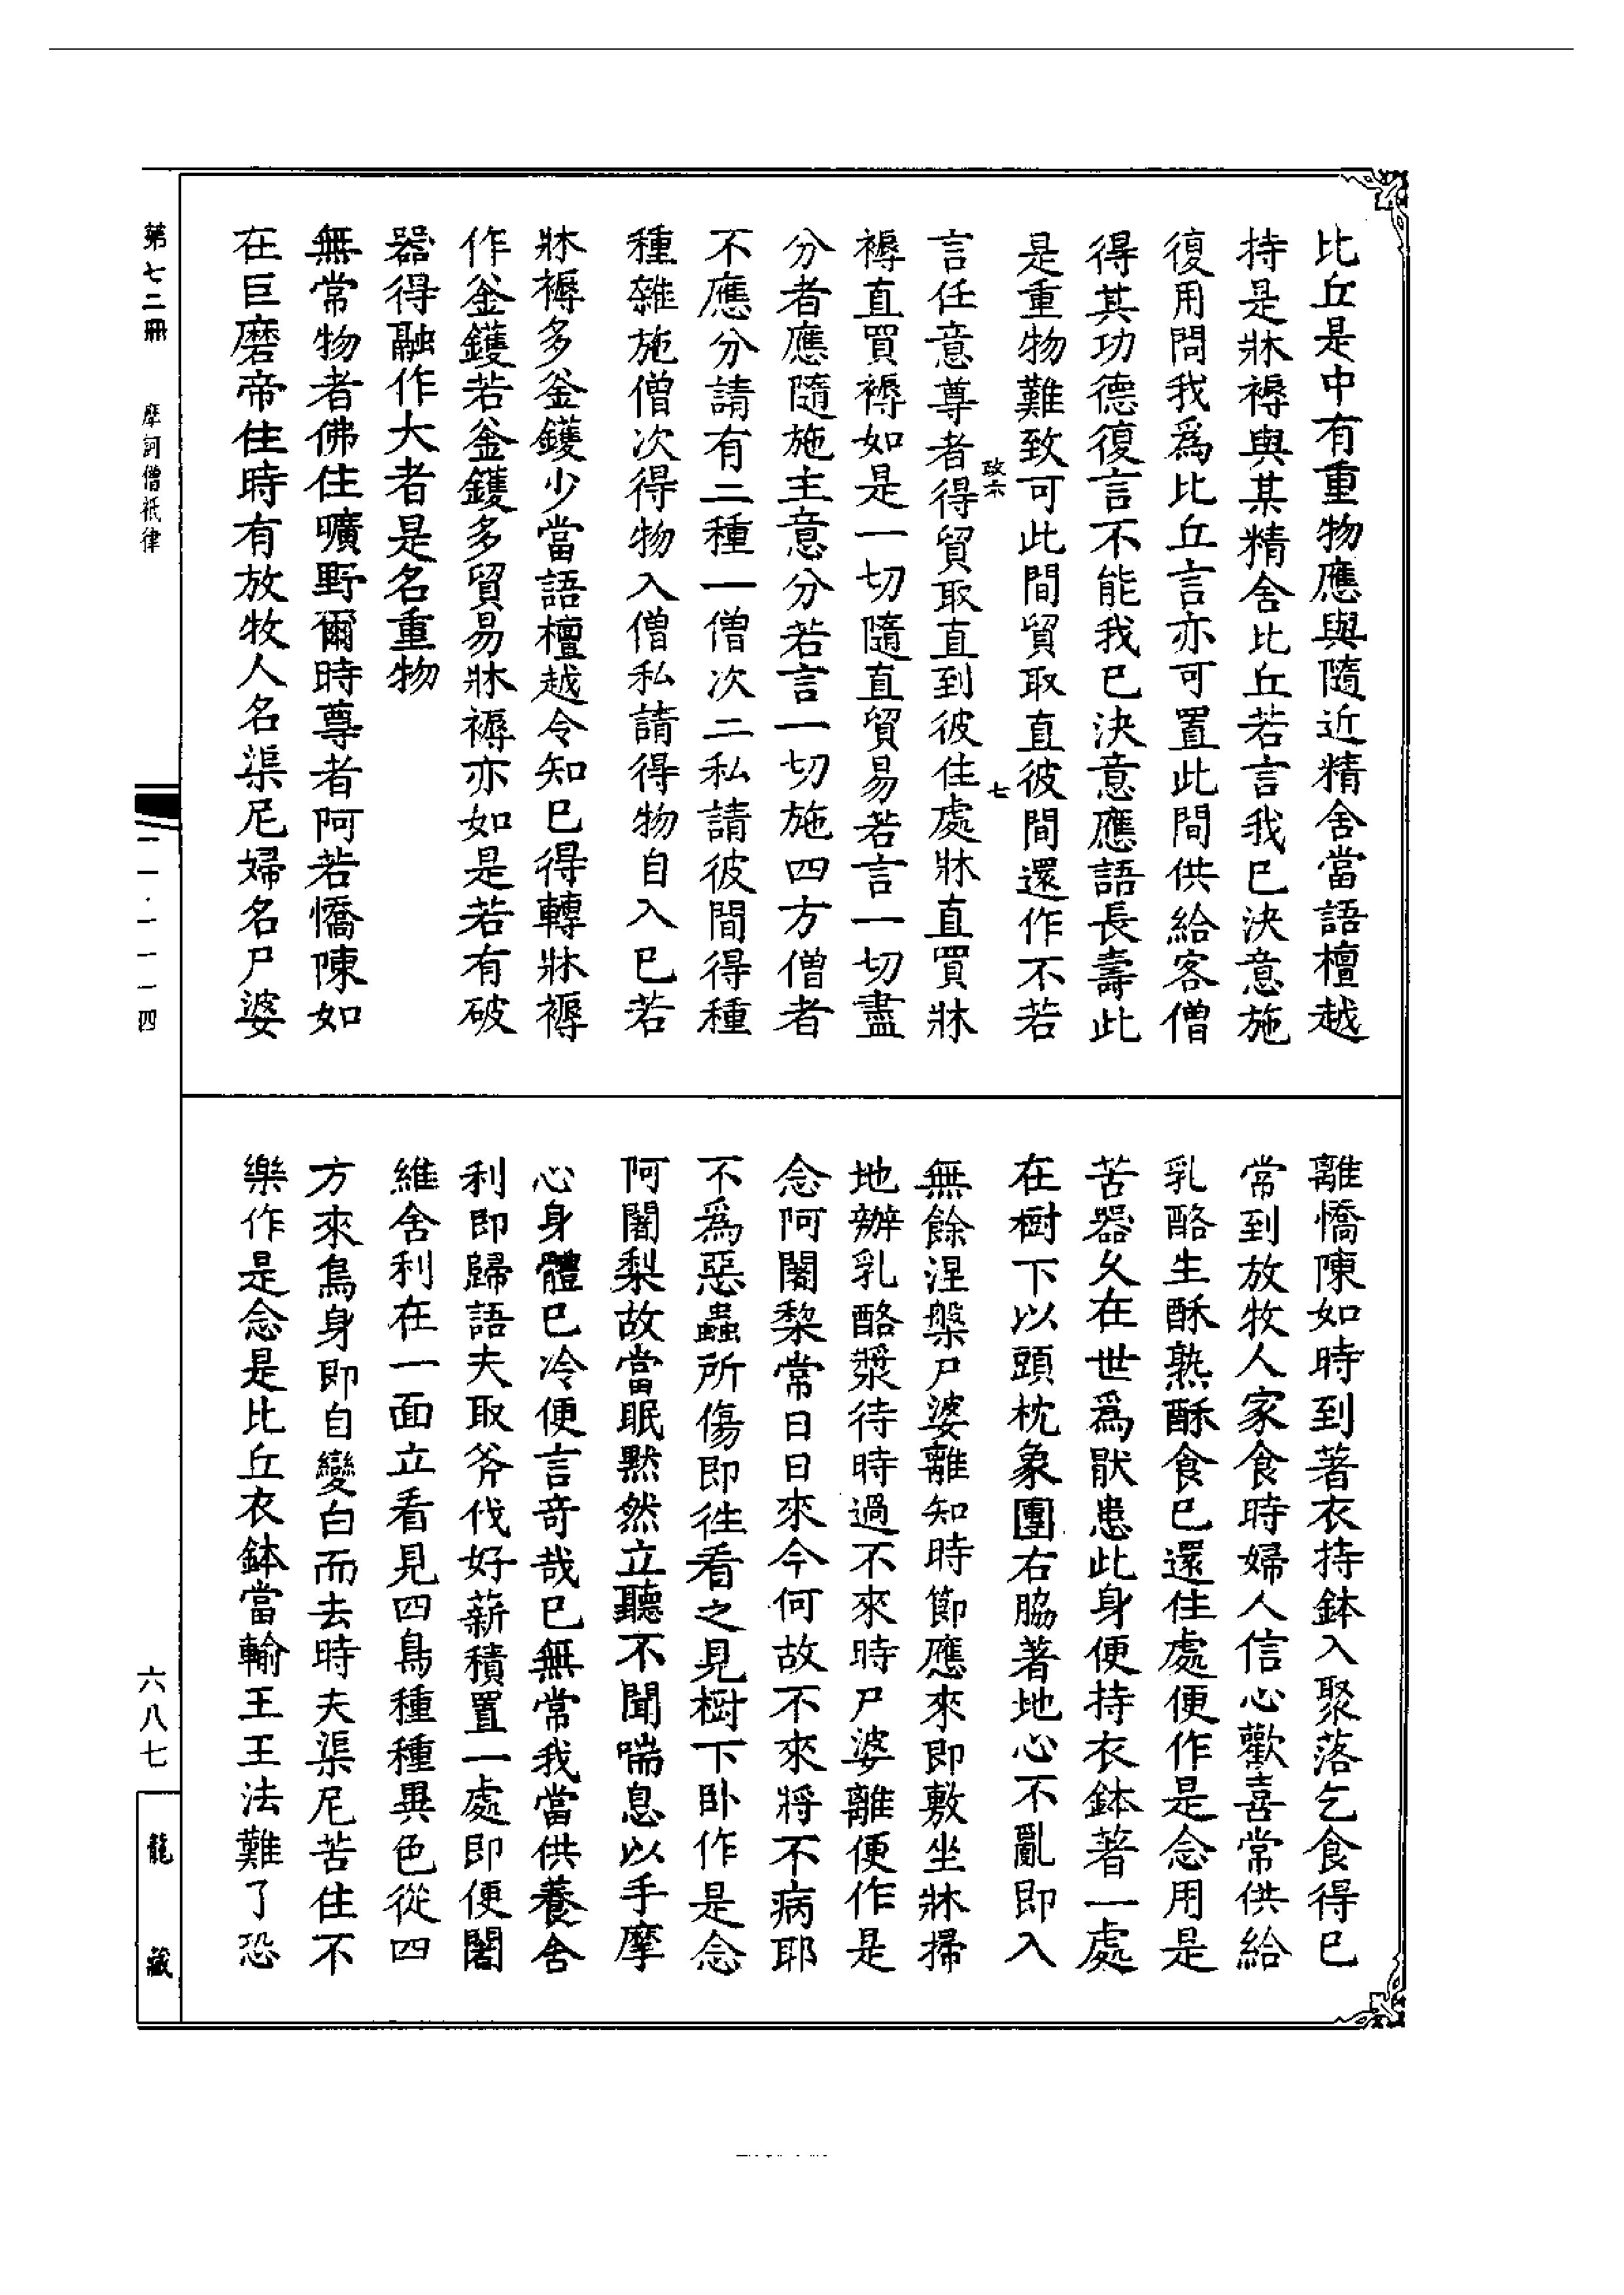 比丘是中有重物應與隨近精舍當語檀越
持是牀褥與某精舍比丘若言我已決意施
復用問我爲比丘言亦可置此間供給客僧
得其功德復言不能我已決意應語長壽此
是重物難致可此間貿取直彼間還作不若
政六
七
言任意尊者得貿取直到彼住處牀直買牀
褥直買褥如是一切隨直貿易若言一切盡
分者應隨施主意分若言一切施四方僧者
不應分請有二種一僧次二私請彼間得種
種雜施僧次得物入僧私請得物自入已若
牀褥多釜鑊少當語檀越令知已得轉牀褥
作釜鑊若釜鑊多貿易牀褥亦如是若有破
器得融作大者是名重物
無常物者佛住曠野爾時尊者阿若憍陳如
在巨磨帝住時有放牧人名渠尼婦名尸婆
離憍陳如時到著衣持鉢入聚落乞食得已
常到放牧人家食時婦人信心歡喜常供給
乳酪生酥熟酥食已還住處便作是念用是
苦器久在世爲猒患此身便持衣鉢著一處
在樹下以頭枕象團右脇著地心不亂即入
無餘涅槃尸婆離知時節應來即敷坐牀掃
地辦乳酪漿待時過不來時尸婆離便作是
念阿闍梨常日日來今何故不來將不病耶
不爲惡蟲所傷即往看之見樹下卧作是念
阿闍梨故當眠默然立聽不聞喘息以手摩
心身體已冷便言奇哉已無常我當供養舍
利即歸語夫取斧伐好薪積置一處即便闍
維舍利在一面立看見四鳥種種異色從四
方來鳥身即自變白而去時夫渠尼苦住不
樂作是念是比丘衣鉢當輸王王法難了恐
第七二冊
摩訶僧祇律
一一·一一一四
六八七
龍藏